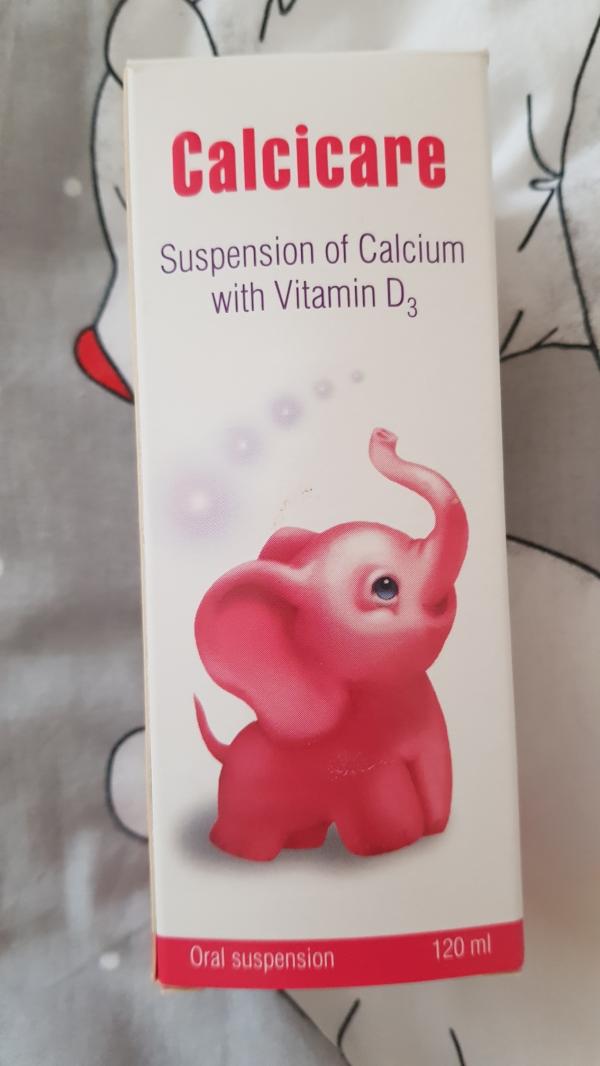 Calcicare
Suspension of Calcium
with Vitamin D₃
Oral suspension 120 ml